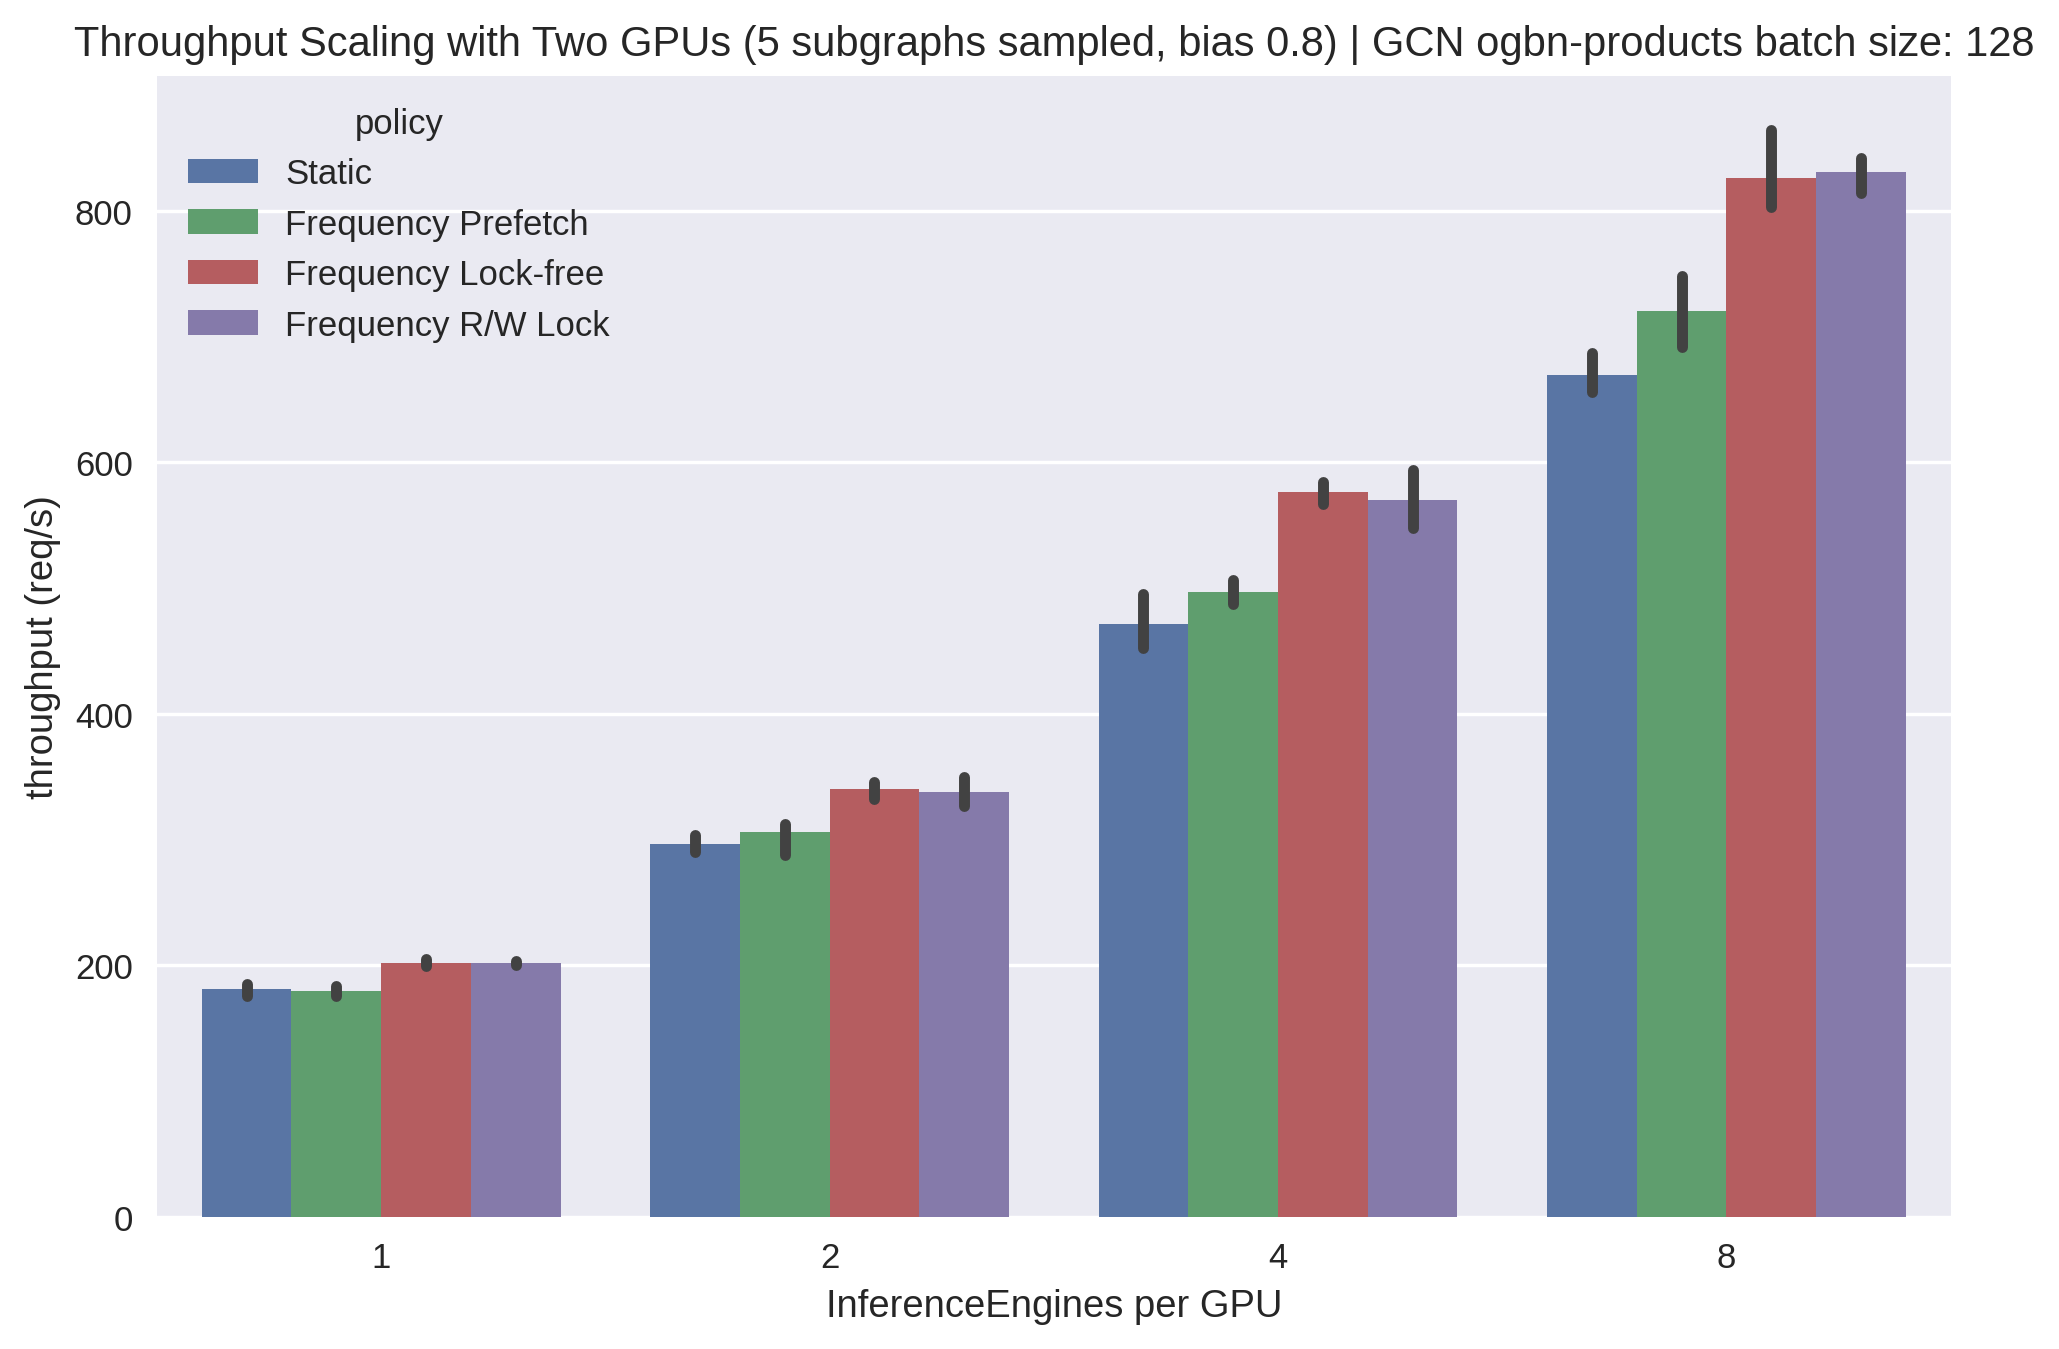 Throughput Scaling with Two GPUs (5 subgraphs sampled, bias 0.8) | GCN ogbn-products batch size: 128
policy
Static
Frequency Prefetch
Frequency Lock-free
Frequency R/W Lock
throughput (req/s)
800
600
400
200
0
1 2 4 8
InferenceEngines per GPU